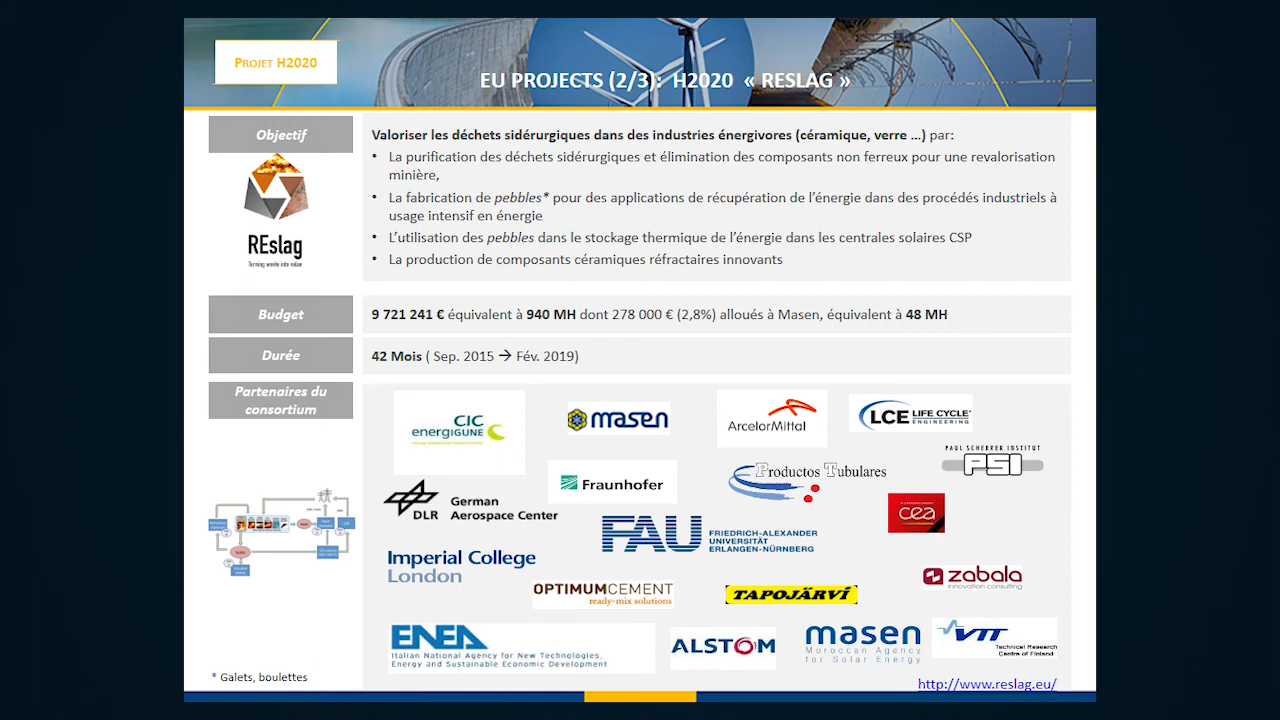 PROJET H2020
EU PROJECTS (2/3): H2020 « RESLAG »
Objectif
REslag
Turning waste into value
Valoriser les déchets sidérurgiques dans des industries énergivores (céramique, verre …) par:
• La purification des déchets sidérurgiques et élimination des composants non ferreux pour une revalorisation
minière,
• La fabrication de pebbles* pour des applications de récupération de l’énergie dans des procédés industriels à
usage intensif en énergie
• L’utilisation des pebbles dans le stockage thermique de l’énergie dans les centrales solaires CSP
• La production de composants céramiques réfractaires innovants
Budget
9 721 241 € équivalent à 940 MH dont 278 000 € (2,8%) alloués à Masen, équivalent à 48 MH
Durée
42 Mois ( Sep. 2015 → Fév. 2019)
Partenaires du
consortium
CIC
energiGUNE
masen
ArcelorMittal
LCE LIFE CYCLE
ENGINEERING
PAUL SCHERRER INSTITUT
PSI
Fraunhofer
Productos Tubulares
DLR
German
Aerospace Center
cea
FAU
FRIEDRICH-ALEXANDER
UNIVERSITÄT
ERLANGEN-NÜRNBERG
Imperial College
London
OPTIMUMCEMENT
ready-mix solutions
TAPOJÄRVI
zabala
innovation consulting
ENEA
Italian National Agency for New Technologies,
Energy and Sustainable Economic Development
ALSTOM
masen
Moroccan Agency
for Solar Energy
VTT
Technical Research
Centre of Finland
* Galets, boulettes
http://www.reslag.eu/